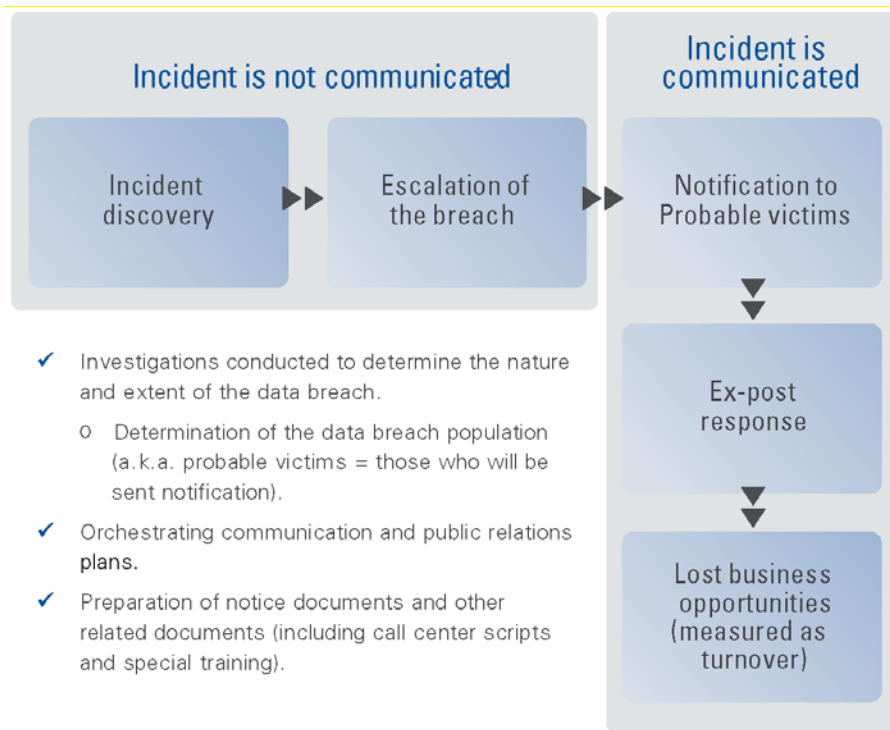 Incident is not communicated
Incident is
communicated
Incident
discovery
Escalation of
the breach
Notification to
Probable victims
✓ Investigations conducted to determine the nature
and extent of the data breach.
o Determination of the data breach population
(a.k.a. probable victims = those who will be
sent notification).
✓ Orchestrating communication and public relations
plans.
✓ Preparation of notice documents and other
related documents (including call center scripts
and special training).
Ex-post
response
Lost business
opportunities
(measured as
turnover)